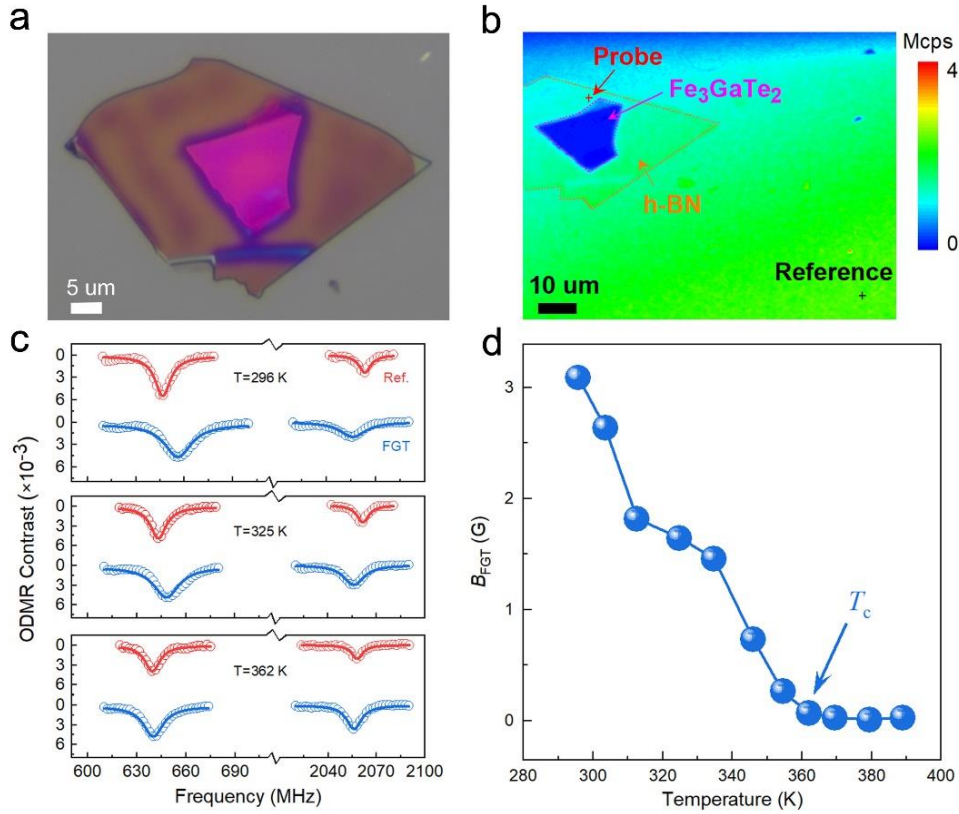 a
5 um
b
Mcps
4
0
Probe
Fe₃GaTe₂
h-BN
Reference
10 um
c
ODMR Contrast (×10⁻³)
0
3
6
0
3
6
T=296 K
Ref.
FGT
0
3
6
0
3
6
T=325 K
0
3
6
0
3
6
T=362 K
600 630 660 690 2040 2070 2100
Frequency (MHz)
d
B_FGT (G)
3
2
1
0
T_c
280 300 320 340 360 380 400
Temperature (K)